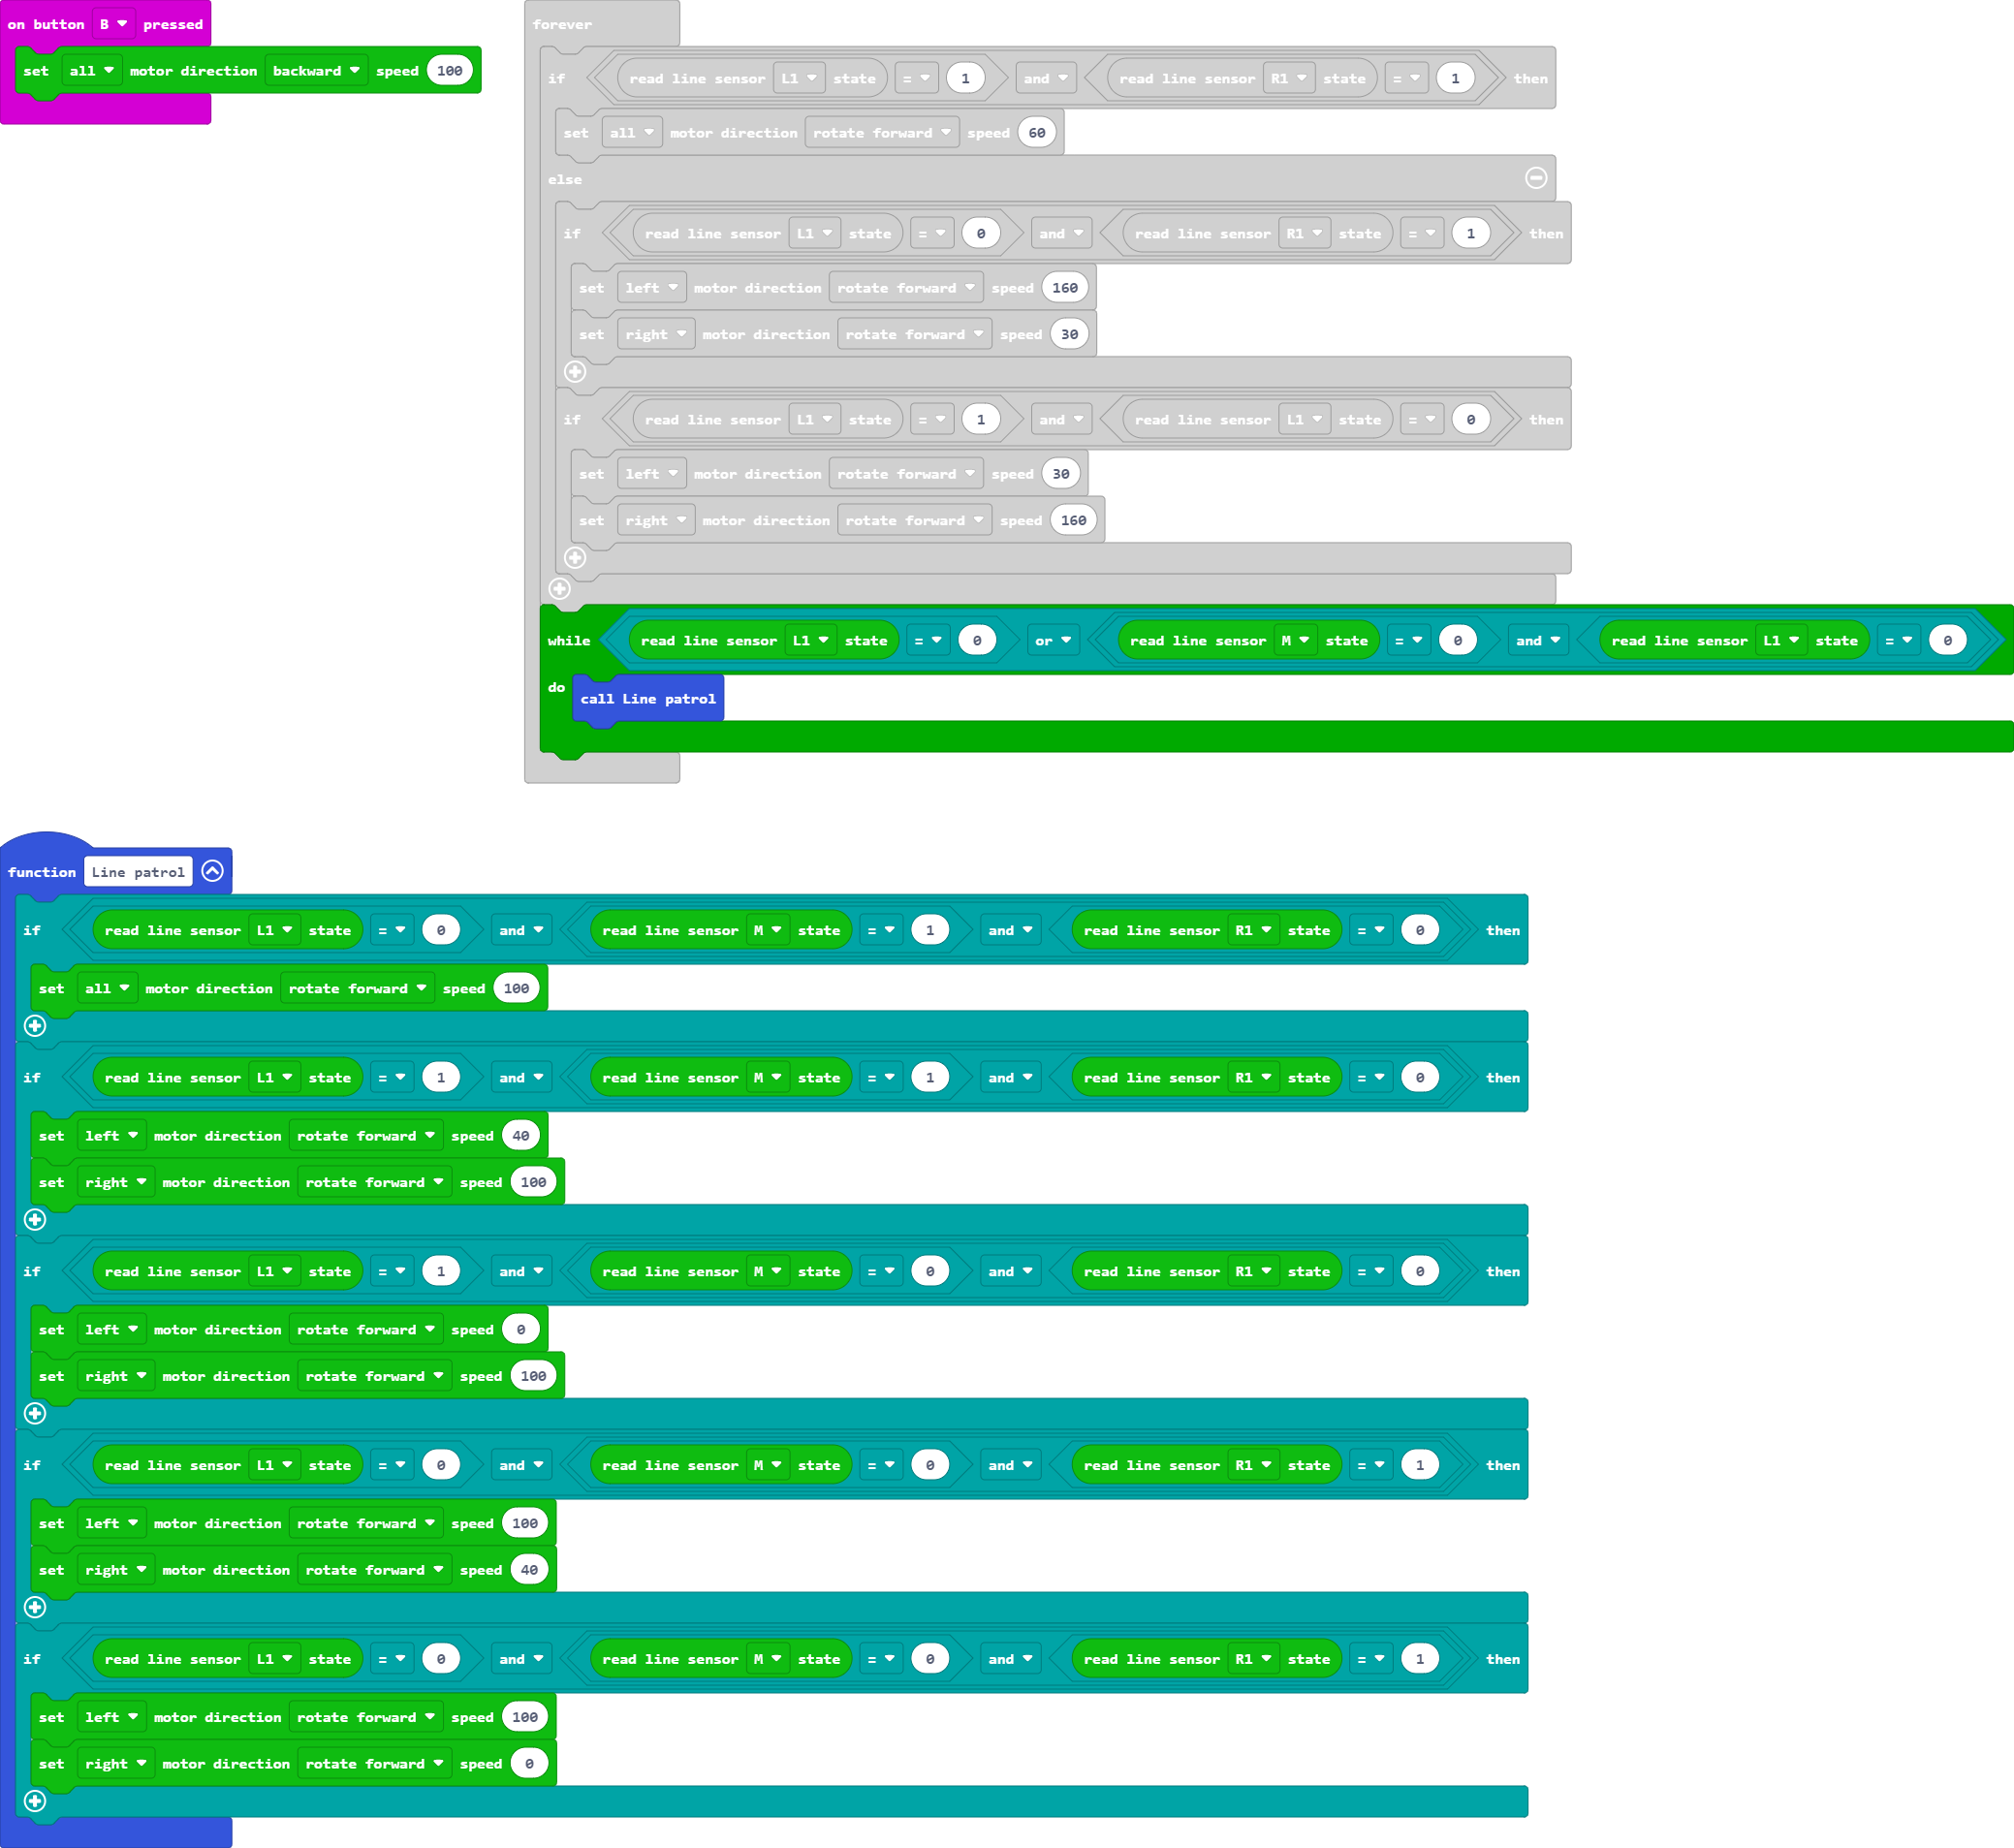 on button B pressed
set all motor direction backward speed 100
forever
if read line sensor L1 state = 1 and read line sensor R1 state = 1 then
set all motor direction rotate forward speed 60
else
if read line sensor L1 state = 0 and read line sensor R1 state = 1 then
set left motor direction rotate forward speed 160
set right motor direction rotate forward speed 30
if read line sensor L1 state = 1 and read line sensor L1 state = 0 then
set left motor direction rotate forward speed 30
set right motor direction rotate forward speed 160
while read line sensor L1 state = 0 or read line sensor M state = 0 and read line sensor L1 state = 0
do call Line patrol
function Line patrol
if read line sensor L1 state = 0 and read line sensor M state = 1 and read line sensor R1 state = 0 then
set all motor direction rotate forward speed 100
if read line sensor L1 state = 1 and read line sensor M state = 1 and read line sensor R1 state = 0 then
set left motor direction rotate forward speed 40
set right motor direction rotate forward speed 100
if read line sensor L1 state = 1 and read line sensor M state = 0 and read line sensor R1 state = 0 then
set left motor direction rotate forward speed 0
set right motor direction rotate forward speed 100
if read line sensor L1 state = 0 and read line sensor M state = 0 and read line sensor R1 state = 1 then
set left motor direction rotate forward speed 100
set right motor direction rotate forward speed 40
if read line sensor L1 state = 0 and read line sensor M state = 0 and read line sensor R1 state = 1 then
set left motor direction rotate forward speed 100
set right motor direction rotate forward speed 0